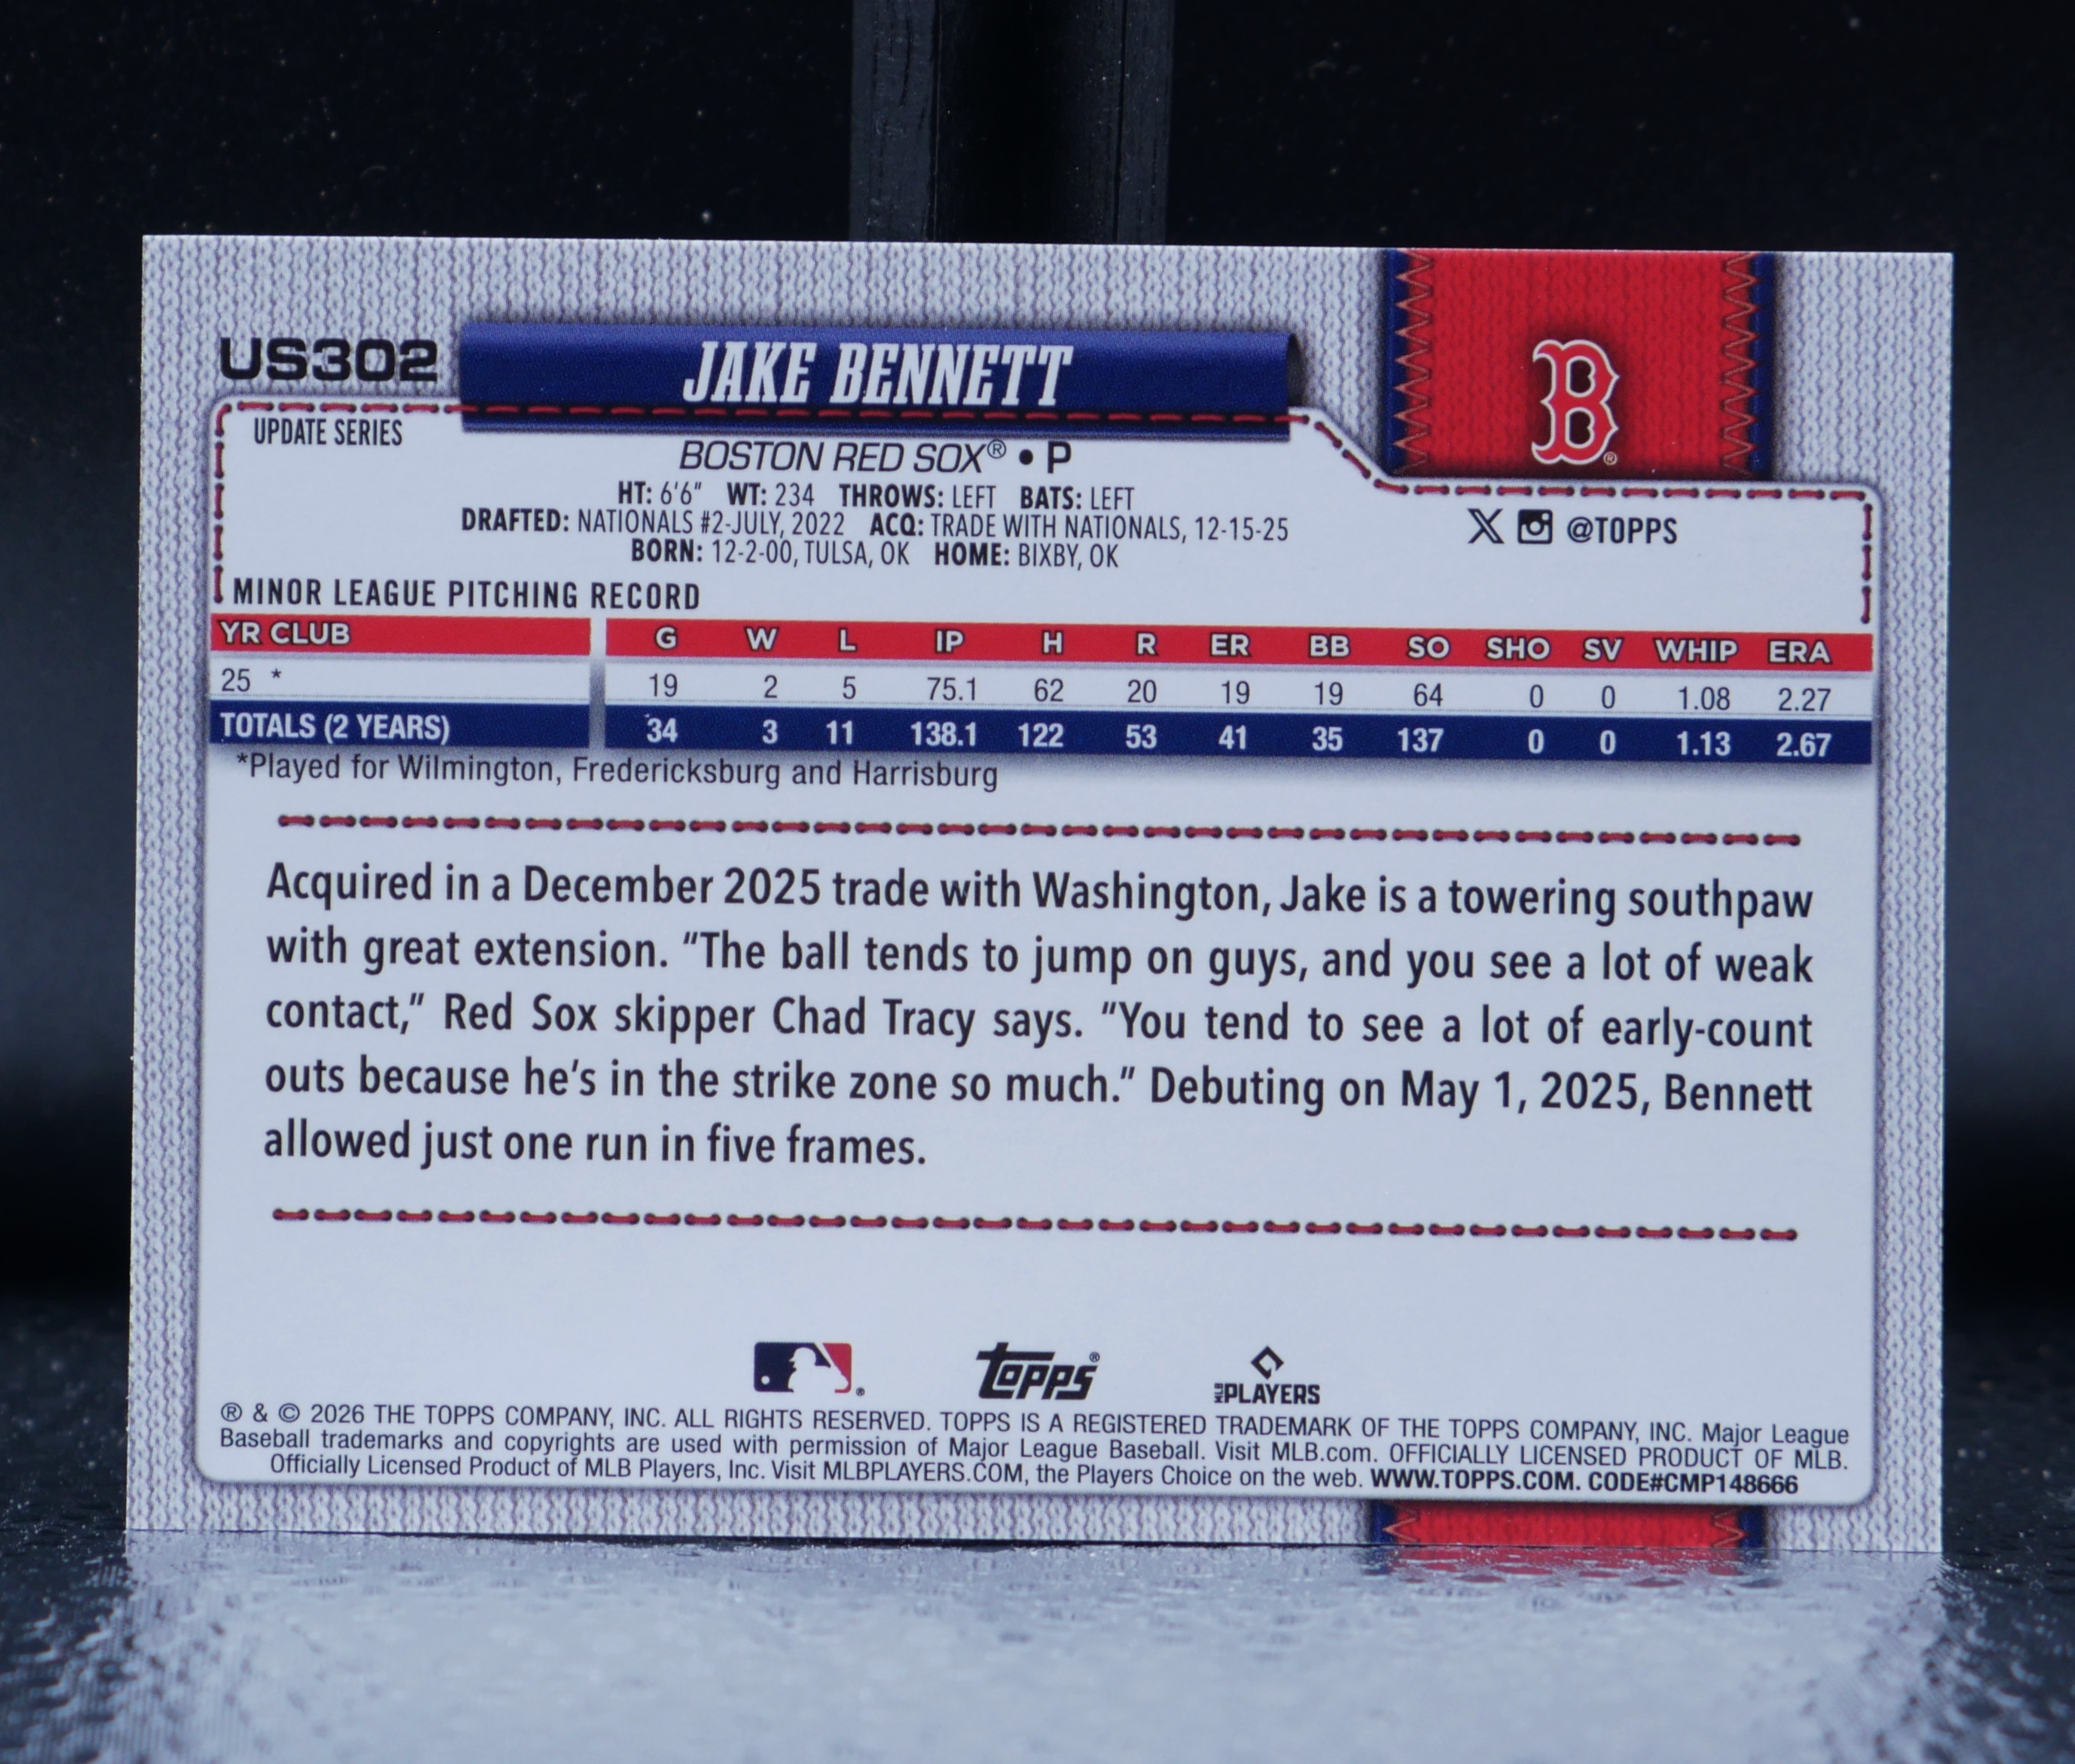 US302
JAKE BENNETT
B®
UPDATE SERIES
BOSTON RED SOX® • P
HT: 6'6" WT: 234 THROWS: LEFT BATS: LEFT
DRAFTED: NATIONALS #2-JULY, 2022 ACQ: TRADE WITH NATIONALS, 12-15-25
BORN: 12-2-00, TULSA, OK HOME: BIXBY, OK
@TOPPS
MINOR LEAGUE PITCHING RECORD
YR CLUB G W L IP H R ER BB SO SHO SV WHIP ERA
25 * 19 2 5 75.1 62 20 19 19 64 0 0 1.08 2.27
TOTALS (2 YEARS) 34 3 11 138.1 122 53 41 35 137 0 0 1.13 2.67
*Played for Wilmington, Fredericksburg and Harrisburg
Acquired in a December 2025 trade with Washington, Jake is a towering southpaw
with great extension. "The ball tends to jump on guys, and you see a lot of weak
contact," Red Sox skipper Chad Tracy says. "You tend to see a lot of early-count
outs because he's in the strike zone so much." Debuting on May 1, 2025, Bennett
allowed just one run in five frames.
Topps®
MLB PLAYERS
® & © 2026 THE TOPPS COMPANY, INC. ALL RIGHTS RESERVED. TOPPS IS A REGISTERED TRADEMARK OF THE TOPPS COMPANY, INC. Major League
Baseball trademarks and copyrights are used with permission of Major League Baseball. Visit MLB.com. OFFICIALLY LICENSED PRODUCT OF MLB.
Officially Licensed Product of MLB Players, Inc. Visit MLBPLAYERS.COM, the Players Choice on the web. WWW.TOPPS.COM. CODE#CMP148666